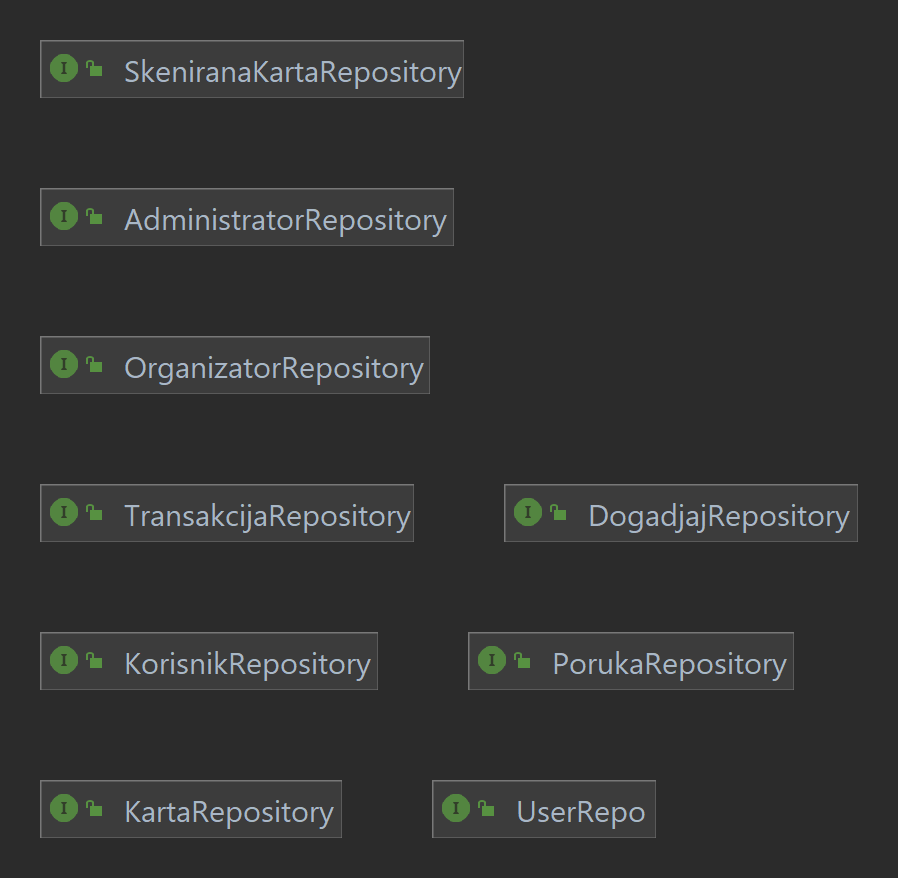 I SkeniranaKartaRepository
I AdministratorRepository
I OrganizatorRepository
I TransakcijaRepository
I DogadjajRepository
I KorisnikRepository
I PorukaRepository
I KartaRepository
I UserRepo